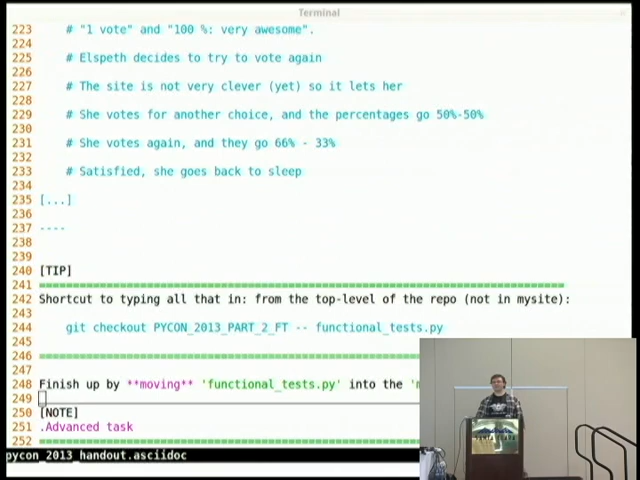 Terminal
223 # "1 vote" and "100 %: very awesome".
224
225 # Elspeth decides to try to vote again
226
227 # The site is not very clever (yet) so it lets her
228
229 # She votes for another choice, and the percentages go 50%-50%
230
231 # She votes again, and they go 66% - 33%
232
233 # Satisfied, she goes back to sleep
234
235 [...]
236
237 ----
238
239
240 [TIP]
241 ==========================================================================
242 Shortcut to typing all that in: from the top-level of the repo (not in mysite):
243
244 git checkout PYCON_2013_PART_2_FT -- functional_tests.py
245
246
247
248 Finish up by **moving** 'functional_tests.py' into the
249
250 [NOTE]
251 .Advanced task
252
pycon_2013_handout.asciidoc
SANTA CLARA